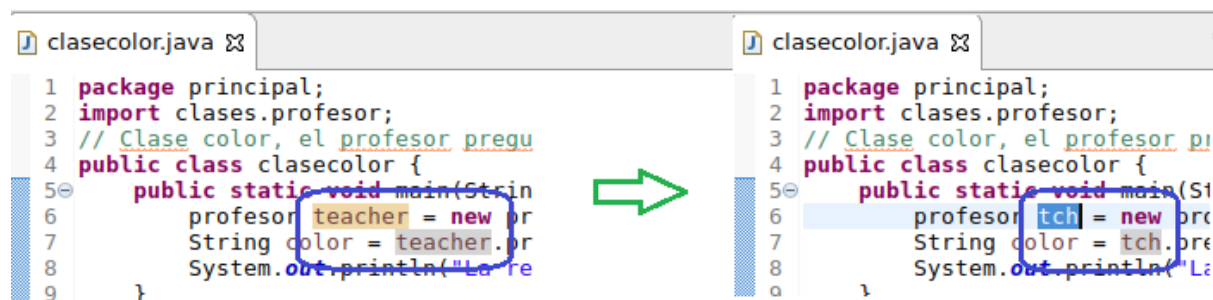 clasecolor.java
1 package principal;
2 import clases.profesor;
3 // Clase color, el profesor pregu
4 public class clasecolor {
5 public static void main(Strin
6 profesor teacher = new pr
7 String color = teacher.pr
8 System.out.println("La re
9 }
clasecolor.java
1 package principal;
2 import clases.profesor;
3 // Clase color, el profesor pr
4 public class clasecolor {
5 public static void main(St
6 profesor tch = new pro
7 String color = tch.pre
8 System.out.println("La
9 }